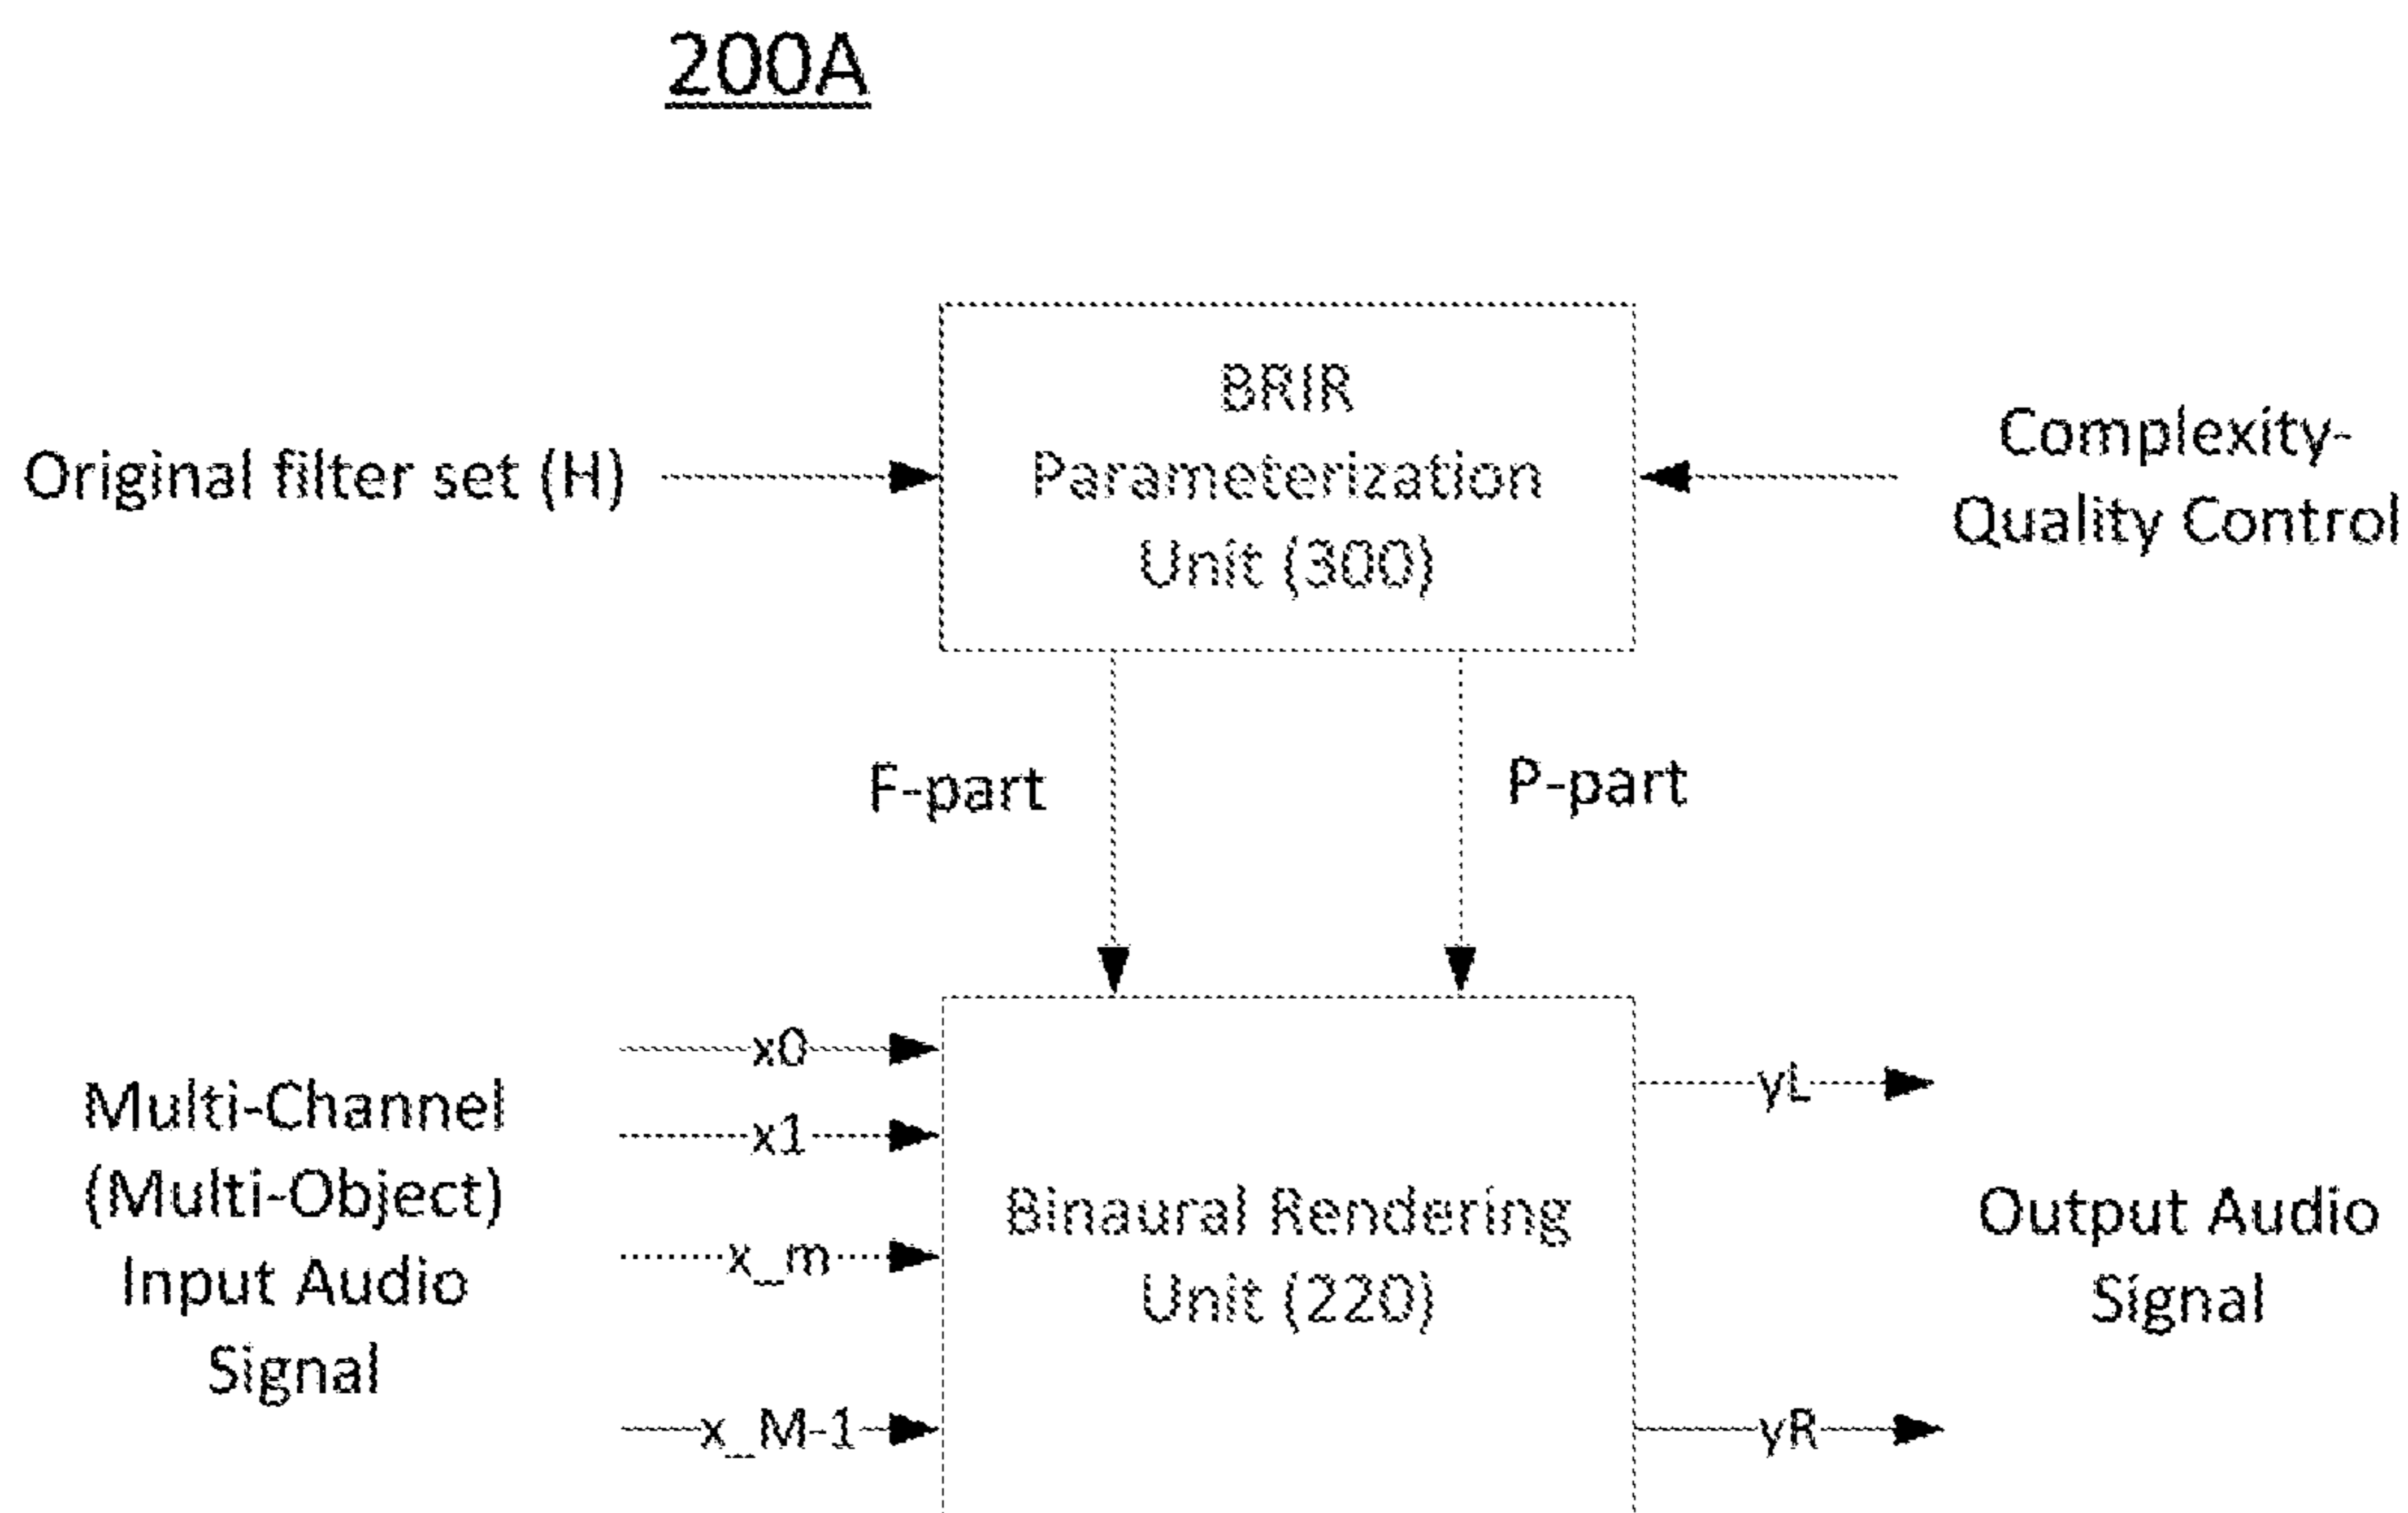 200A
BRIR
Parameterization
Unit (300)
Original filter set (H)
Complexity-
Quality Control
F-part
P-part
x0
x1
x_m
x_M-1
Multi-Channel
(Multi-Object)
Input Audio
Signal
Binaural Rendering
Unit (220)
yL
yR
Output Audio
Signal